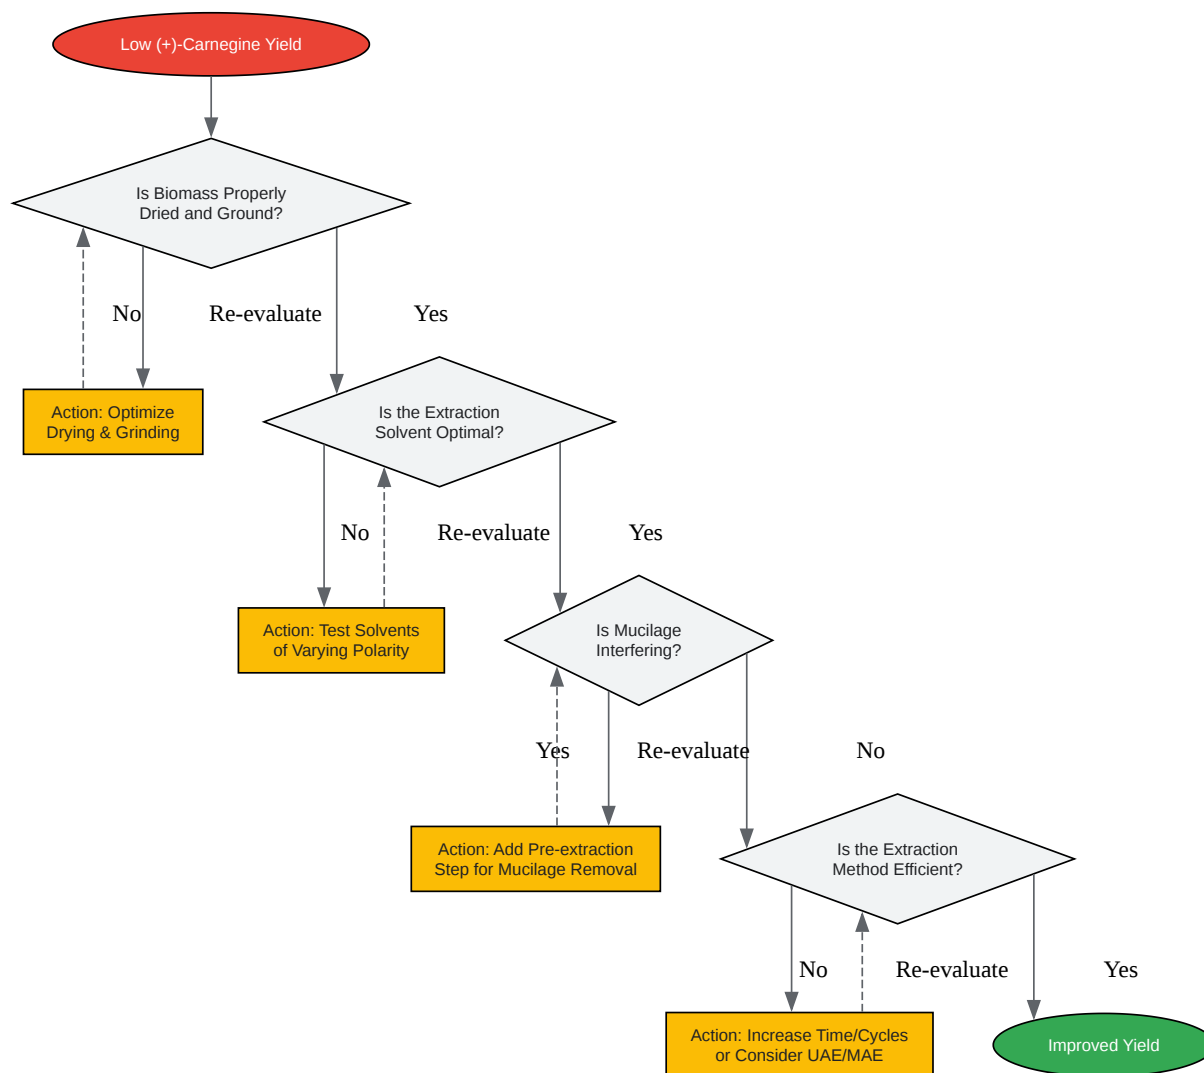 Low (+)-Carnegine Yield
Is Biomass Properly
Dried and Ground?
No
Re-evaluate
Yes
Action: Optimize
Drying & Grinding
Is the Extraction
Solvent Optimal?
No
Re-evaluate
Yes
Action: Test Solvents
of Varying Polarity
Is Mucilage
Interfering?
Yes
Re-evaluate
No
Action: Add Pre-extraction
Step for Mucilage Removal
Is the Extraction
Method Efficient?
No
Re-evaluate
Yes
Action: Increase Time/Cycles
or Consider UAE/MAE
Improved Yield